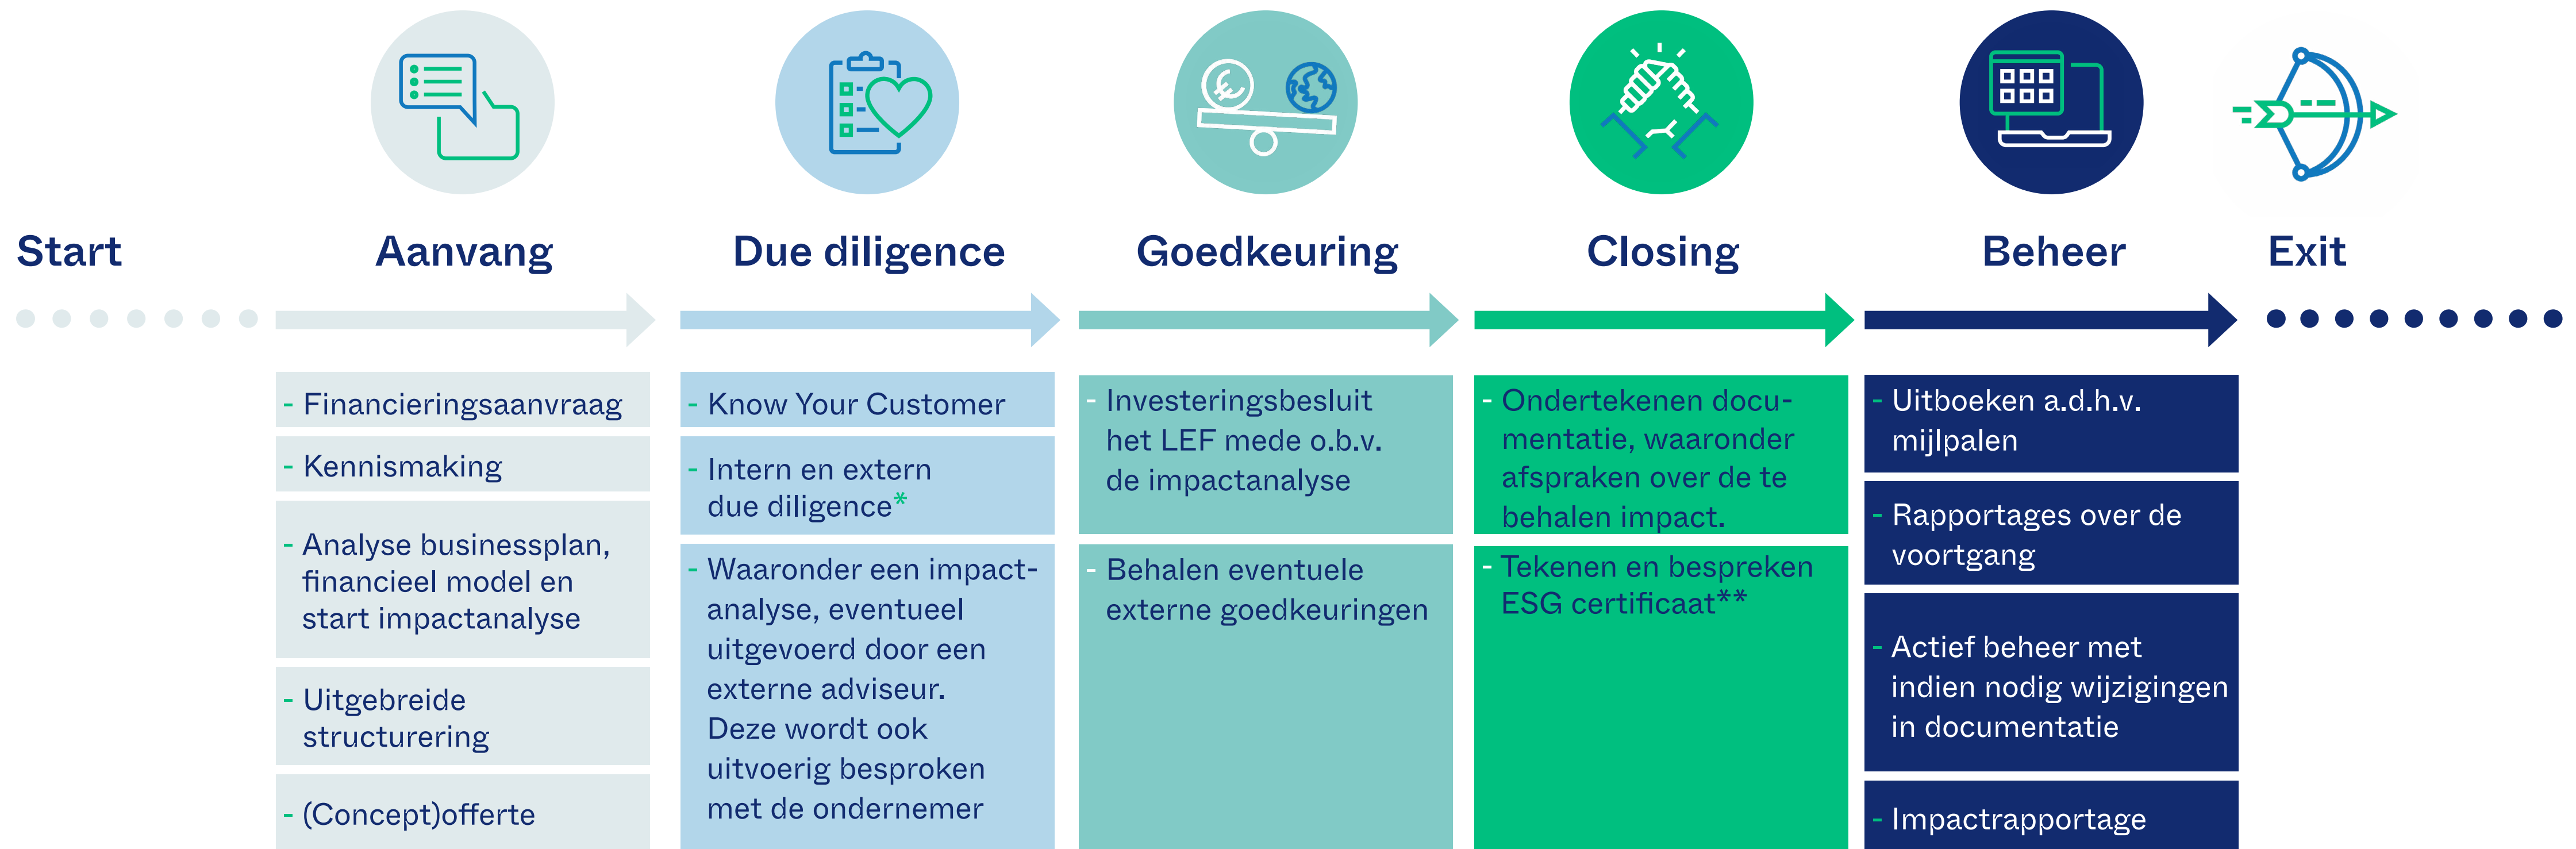 Start
Aanvang
Due diligence
Goedkeuring
Closing
Beheer
Exit
- Financieringsaanvraag
- Kennismaking
- Analyse businessplan,
financieel model en
start impactanalyse
- Uitgebreide
structurering
- (Concept)offerte
- Know Your Customer
- Intern en extern
due diligence*
- Waaronder een impact-
analyse, eventueel
uitgevoerd door een
externe adviseur.
Deze wordt ook
uitvoerig besproken
met de ondernemer
- Investeringsbesluit
het LEF mede o.b.v.
de impactanalyse
- Behalen eventuele
externe goedkeuringen
- Ondertekenen docu-
mentatie, waaronder
afspraken over de te
behalen impact.
- Tekenen en bespreken
ESG certificaat**
- Uitboeken a.d.h.v.
mijlpalen
- Rapportages over de
voortgang
- Actief beheer met
indien nodig wijzigingen
in documentatie
- Impactrapportage